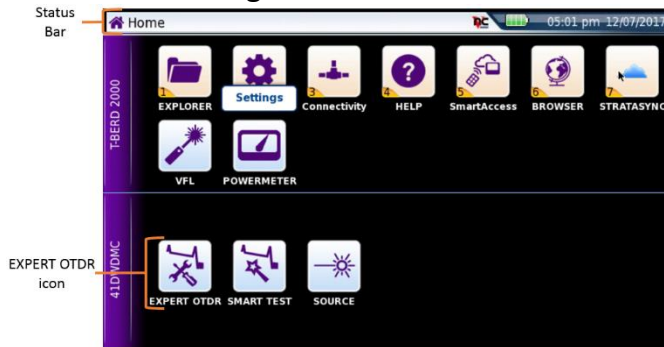 Status
Bar
Home
05:01 pm 12/07/2017
T-BERD 2000
1
EXPLORER
Settings
3
Connectivity
4
HELP
5
SmartAccess
6
BROWSER
7
STRATASYNC
VFL
POWERMETER
EXPERT OTDR
icon
41DWDMC
EXPERT OTDR
SMART TEST
SOURCE